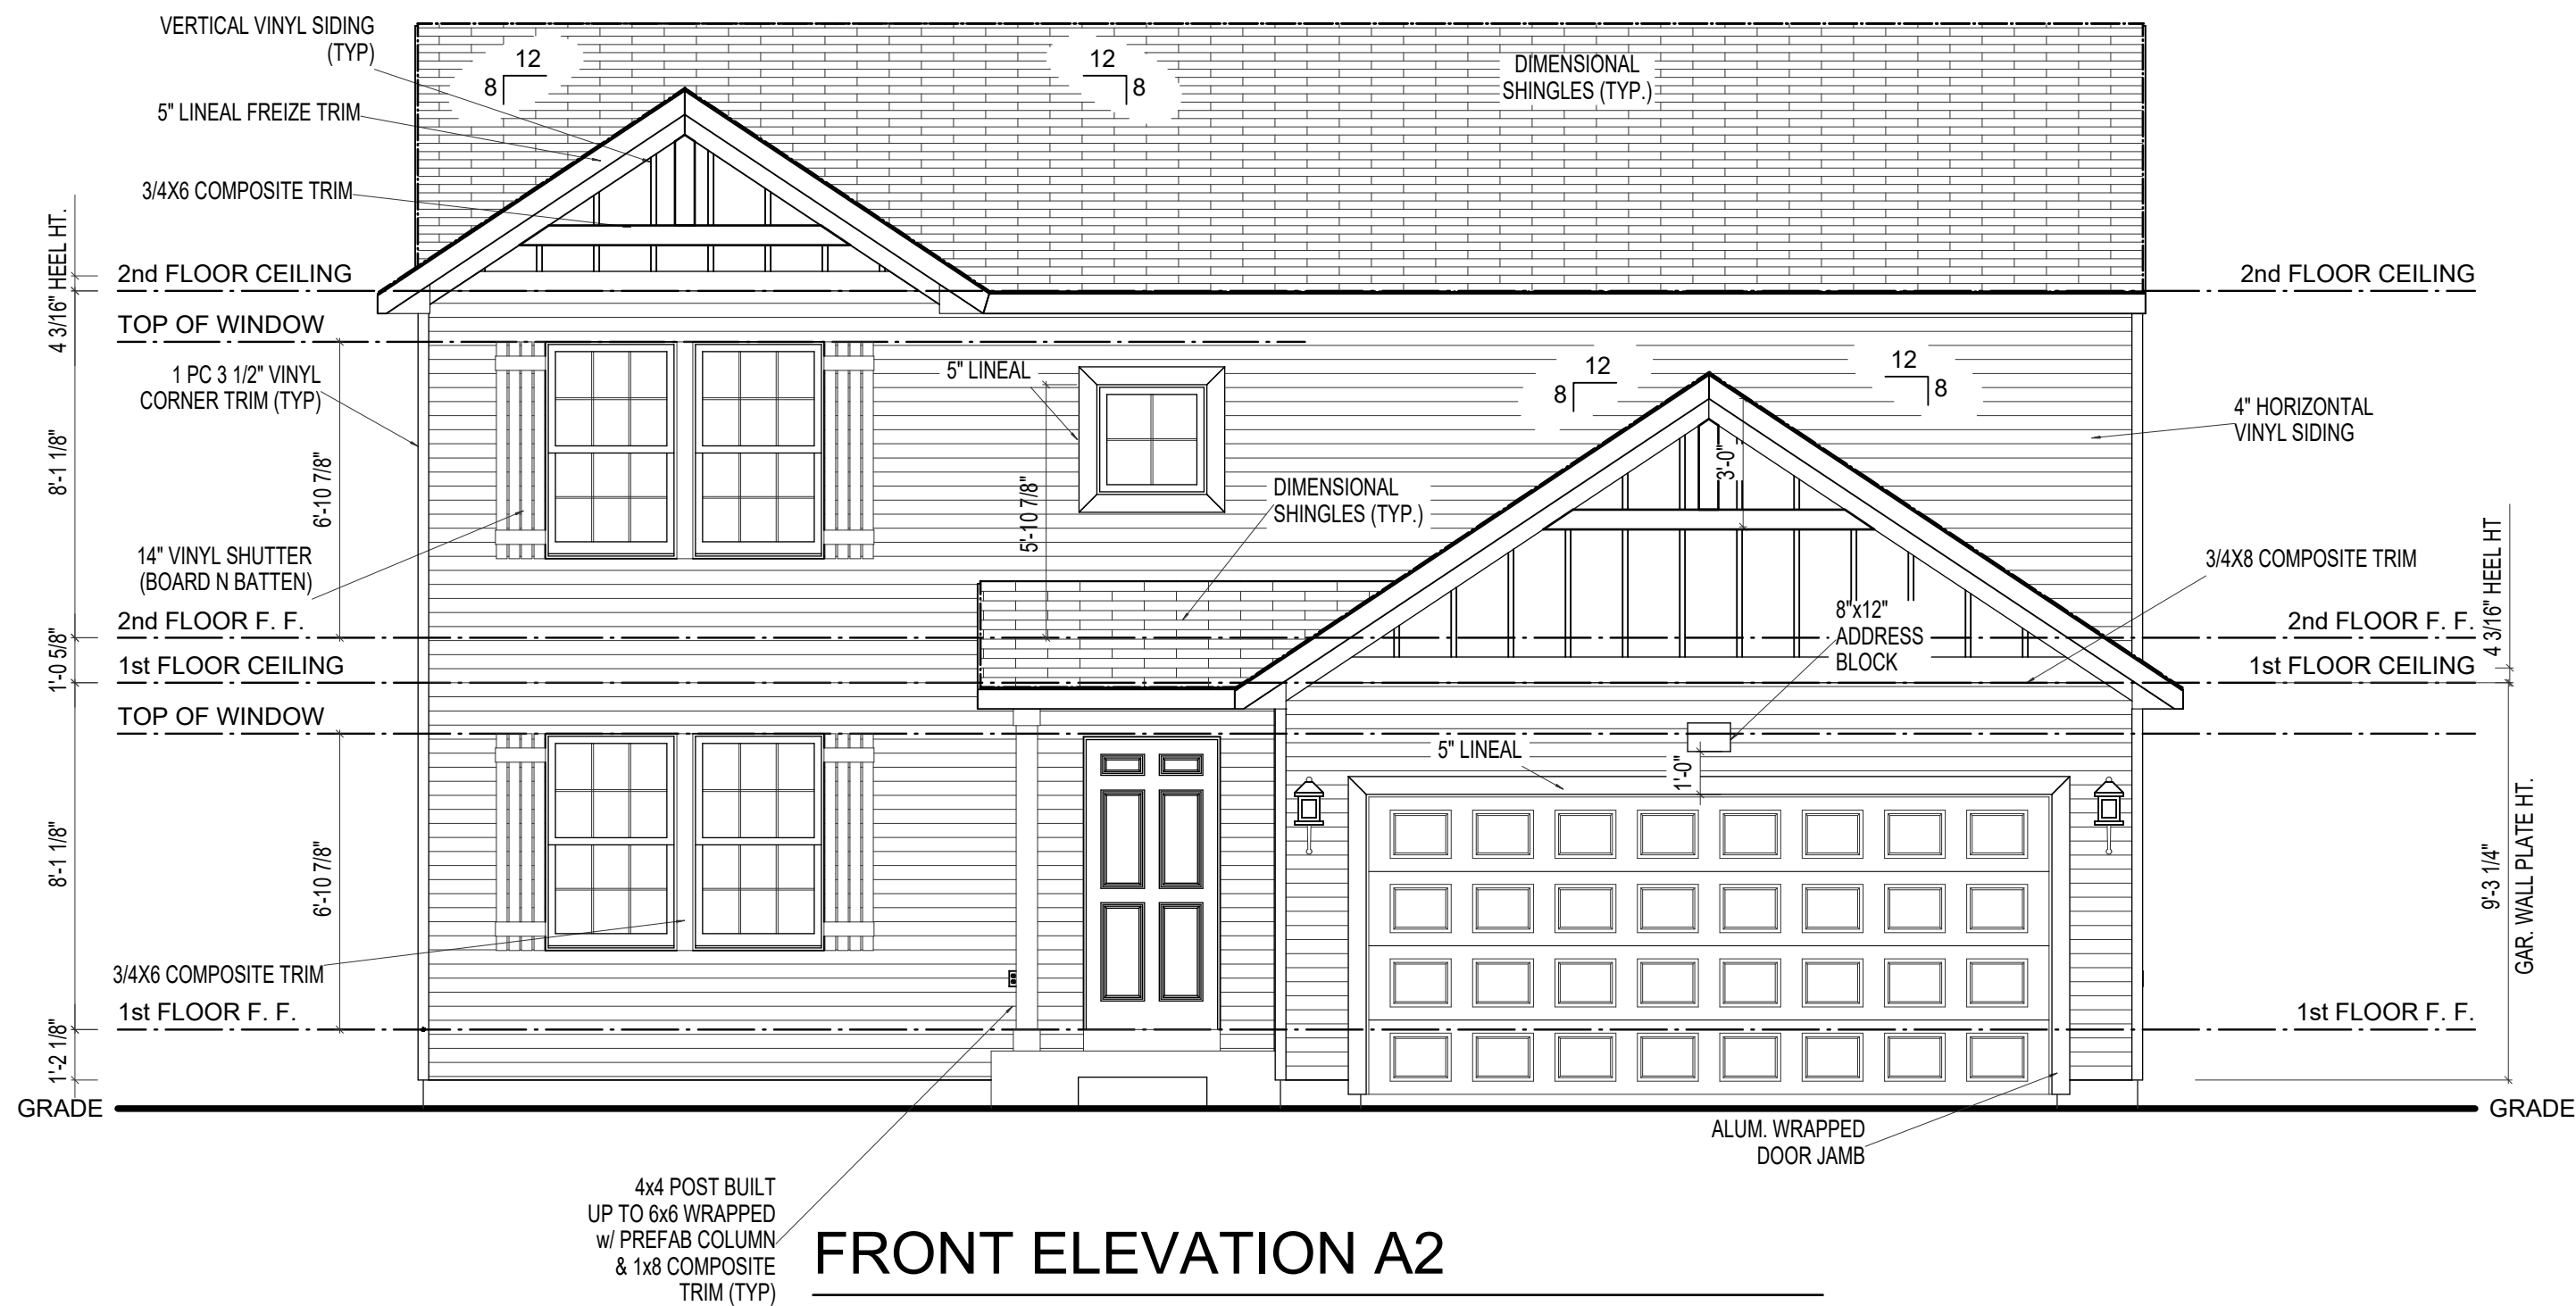 VERTICAL VINYL SIDING
(TYP)
5" LINEAL FREIZE TRIM
3/4X6 COMPOSITE TRIM
12
8
12
8
DIMENSIONAL
SHINGLES (TYP.)
4 3/16" HEEL HT.
2nd FLOOR CEILING
2nd FLOOR CEILING
TOP OF WINDOW
1 PC 3 1/2" VINYL
CORNER TRIM (TYP)
8'-1 1/8"
6'-10 7/8"
5" LINEAL
5'-10 7/8"
12
8
12
8
4" HORIZONTAL
VINYL SIDING
3'-0"
DIMENSIONAL
SHINGLES (TYP.)
14" VINYL SHUTTER
(BOARD N BATTEN)
3/4X8 COMPOSITE TRIM
4 3/16" HEEL HT
8"x12"
ADDRESS
BLOCK
2nd FLOOR F. F.
2nd FLOOR F. F.
1'-0 5/8"
1st FLOOR CEILING
1st FLOOR CEILING
TOP OF WINDOW
5" LINEAL
1'-0"
8'-1 1/8"
6'-10 7/8"
9'-3 1/4"
GAR. WALL PLATE HT.
3/4X6 COMPOSITE TRIM
1st FLOOR F. F.
1st FLOOR F. F.
1'-2 1/8"
GRADE
GRADE
ALUM. WRAPPED
DOOR JAMB
4x4 POST BUILT
UP TO 6x6 WRAPPED
w/ PREFAB COLUMN
& 1x8 COMPOSITE
TRIM (TYP)
FRONT ELEVATION A2